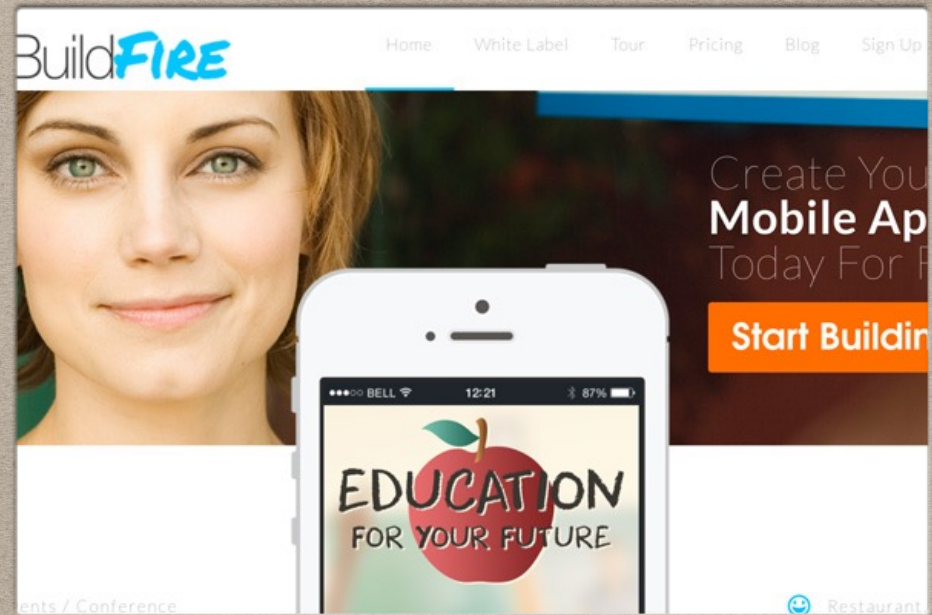 BuildFIRE
Home White Label Tour Pricing Blog Sign Up
Create You
Mobile Ap
Today For F
Start Buildin
BELL 12:21 87%
EDUCATION
FOR YOUR FUTURE
ents / Conference
Restaurant